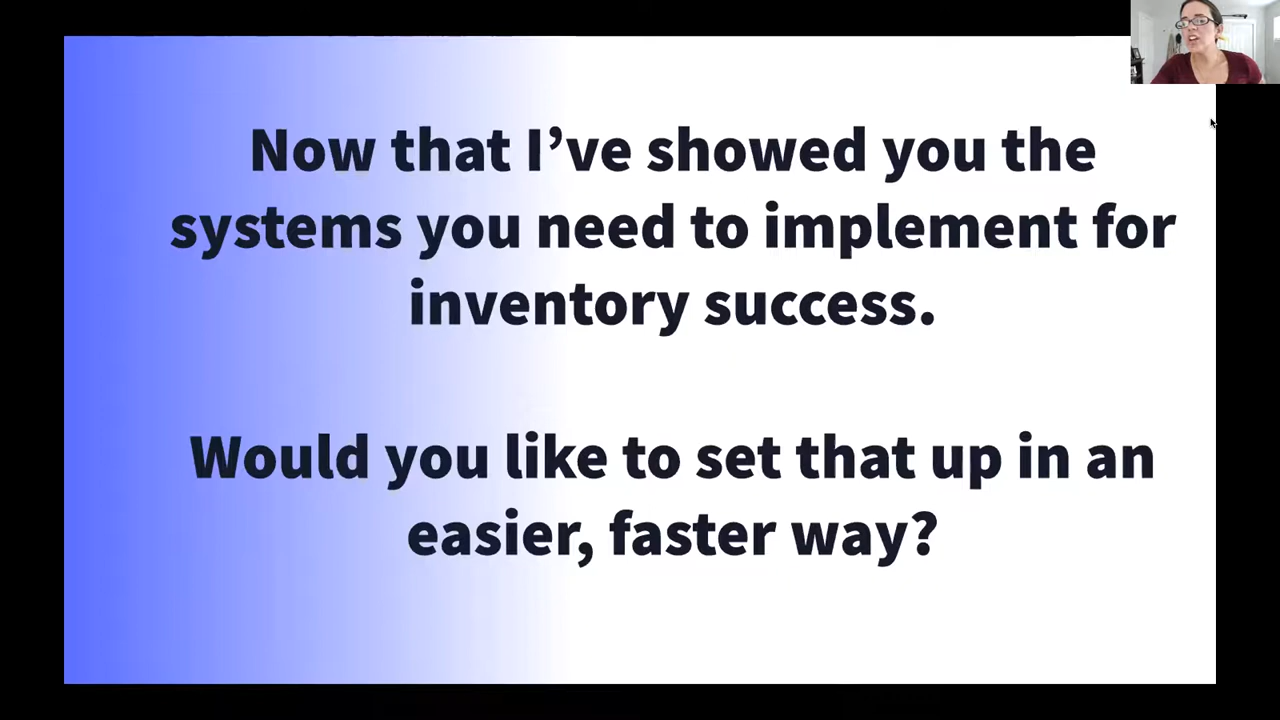 Now that I’ve showed you the
systems you need to implement for
inventory success.
Would you like to set that up in an
easier, faster way?